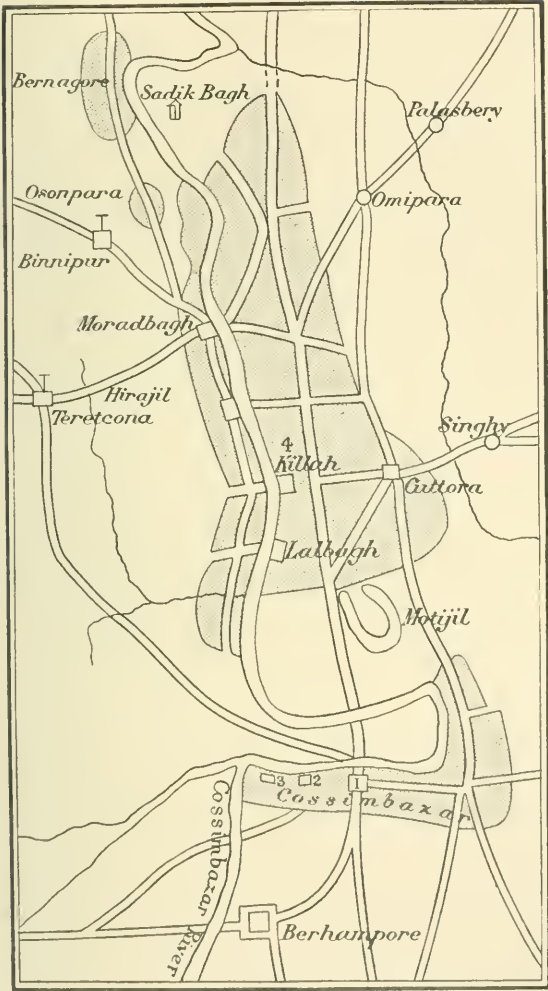 Bernagore
Sadik Bagh
Palasbery
Osonpara
Omipara
Binnipur
Moradbagh
Hirajil
Teretcona
Singhy
4
Killah
Cuttora
Lalbagh
Motijil
3
2
1
Cossimbazar
Cossimbazar River
Berhampore